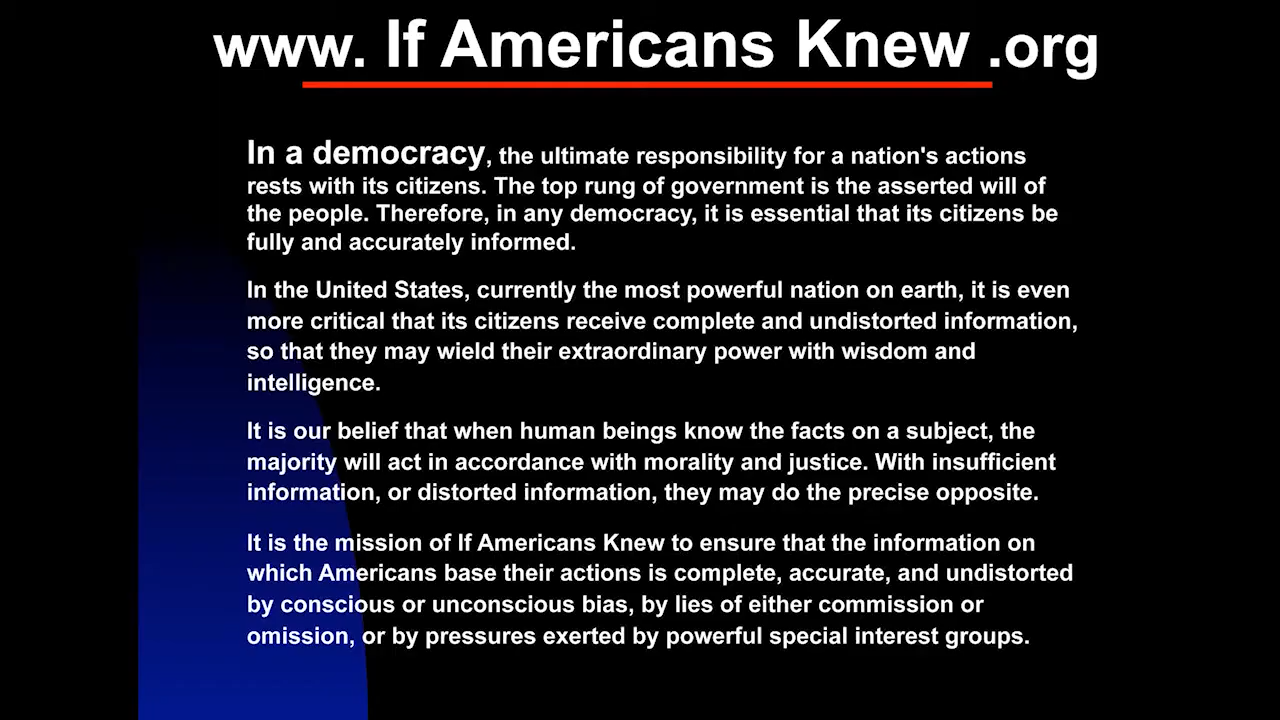 www. If Americans Knew .org
In a democracy, the ultimate responsibility for a nation's actions
rests with its citizens. The top rung of government is the asserted will of
the people. Therefore, in any democracy, it is essential that its citizens be
fully and accurately informed.
In the United States, currently the most powerful nation on earth, it is even
more critical that its citizens receive complete and undistorted information,
so that they may wield their extraordinary power with wisdom and
intelligence.
It is our belief that when human beings know the facts on a subject, the
majority will act in accordance with morality and justice. With insufficient
information, or distorted information, they may do the precise opposite.
It is the mission of If Americans Knew to ensure that the information on
which Americans base their actions is complete, accurate, and undistorted
by conscious or unconscious bias, by lies of either commission or
omission, or by pressures exerted by powerful special interest groups.